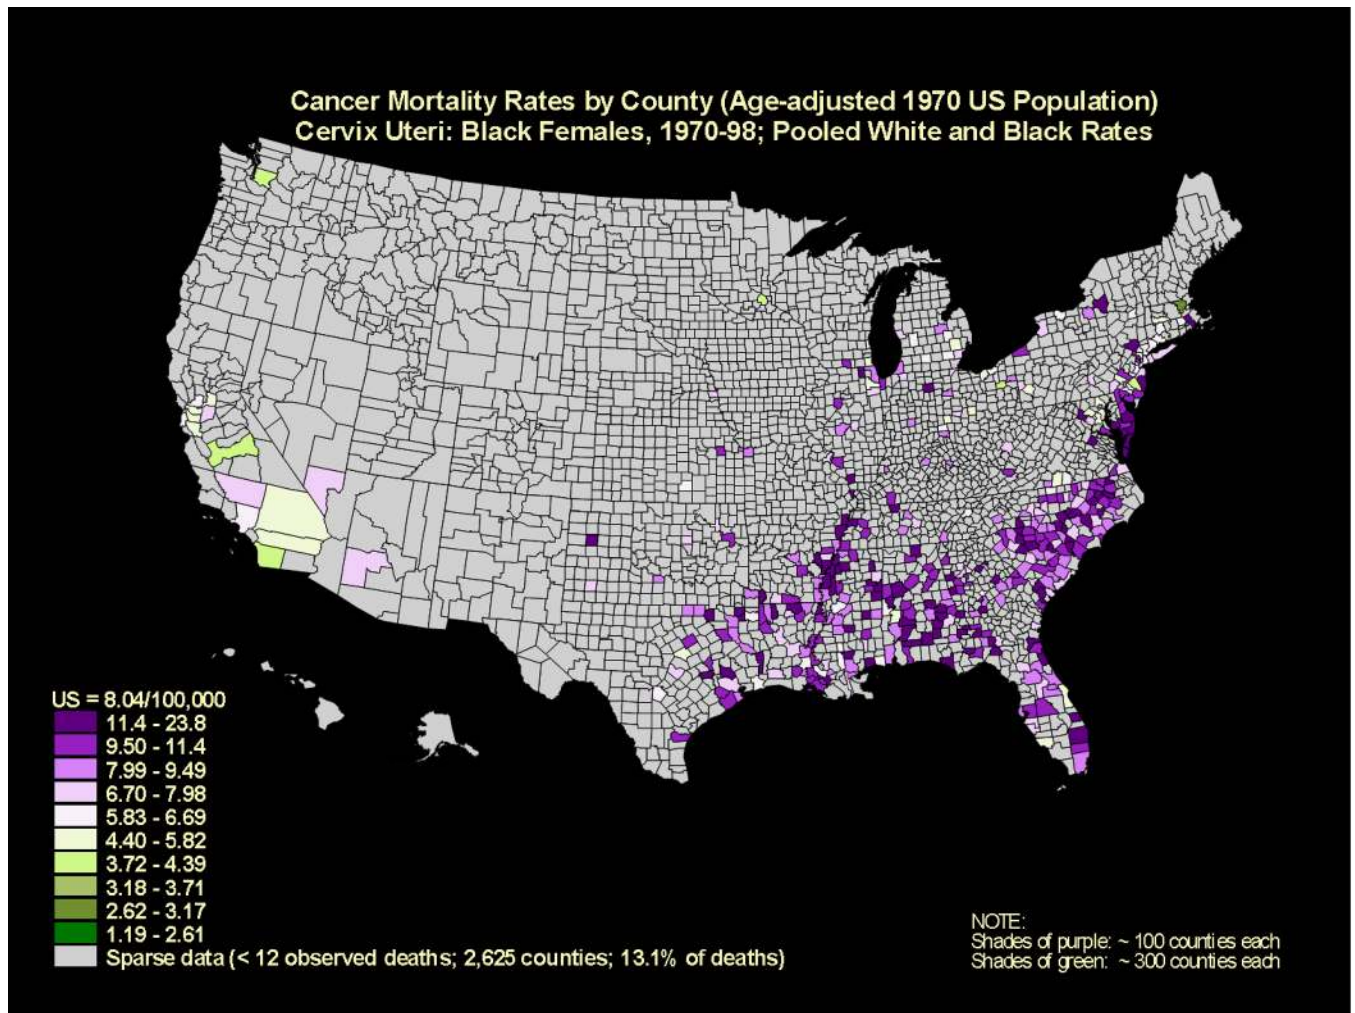 Cancer Mortality Rates by County (Age-adjusted 1970 US Population)
Cervix Uteri: Black Females, 1970-98; Pooled White and Black Rates
US = 8.04/100,000
11.4 - 23.8
9.50 - 11.4
7.99 - 9.49
6.70 - 7.98
5.83 - 6.69
4.40 - 5.82
3.72 - 4.39
3.18 - 3.71
2.62 - 3.17
1.19 - 2.61
Sparse data (< 12 observed deaths; 2,625 counties; 13.1% of deaths)
NOTE:
Shades of purple: ~ 100 counties each
Shades of green: ~ 300 counties each